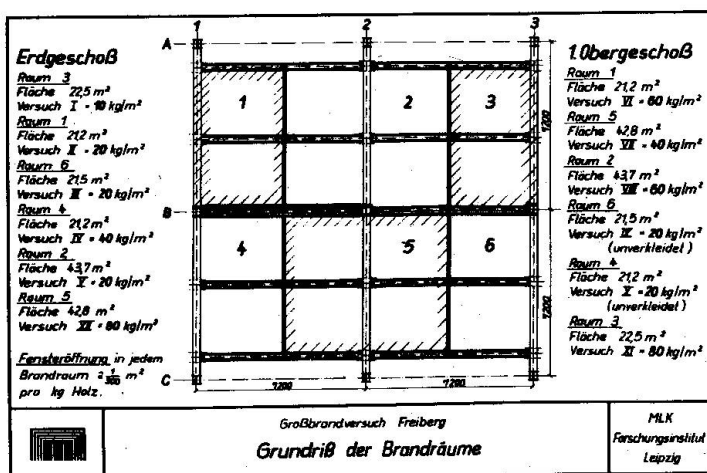 Erdgeschoß
Raum 3
Fläche 22,5 m²
Versuch I = 10 kg/m²
Raum 1
Fläche 21,2 m²
Versuch II = 20 kg/m²
Raum 6
Fläche 21,5 m²
Versuch III = 20 kg/m²
Raum 4
Fläche 21,2 m²
Versuch IV = 40 kg/m²
Raum 2
Fläche 43,7 m²
Versuch V = 20 kg/m²
Raum 5
Fläche 42,8 m²
Versuch XII = 80 kg/m²
Fensteröffnung in jedem
Brandraum ≙ 1/300 m²
pro kg Holz.
1 2 3
A
B
C
1 2 3
4 5 6
7200
7200
7200 7200
1.Obergeschoß
Raum 1
Fläche 21,2 m²
Versuch VI = 60 kg/m²
Raum 5
Fläche 42,8 m²
Versuch VII = 40 kg/m²
Raum 2
Fläche 43,7 m²
Versuch VIII = 60 kg/m²
Raum 6
Fläche 21,5 m²
Versuch IX = 20 kg/m²
(unverkleidet)
Raum 4
Fläche 21,2 m²
Versuch X = 20 kg/m²
(unverkleidet)
Raum 3
Fläche 22,5 m²
Versuch XI = 80 kg/m²
Großbrandversuch Freiberg
Grundriß der Brandräume
MLK
Forschungsinstitut
Leipzig